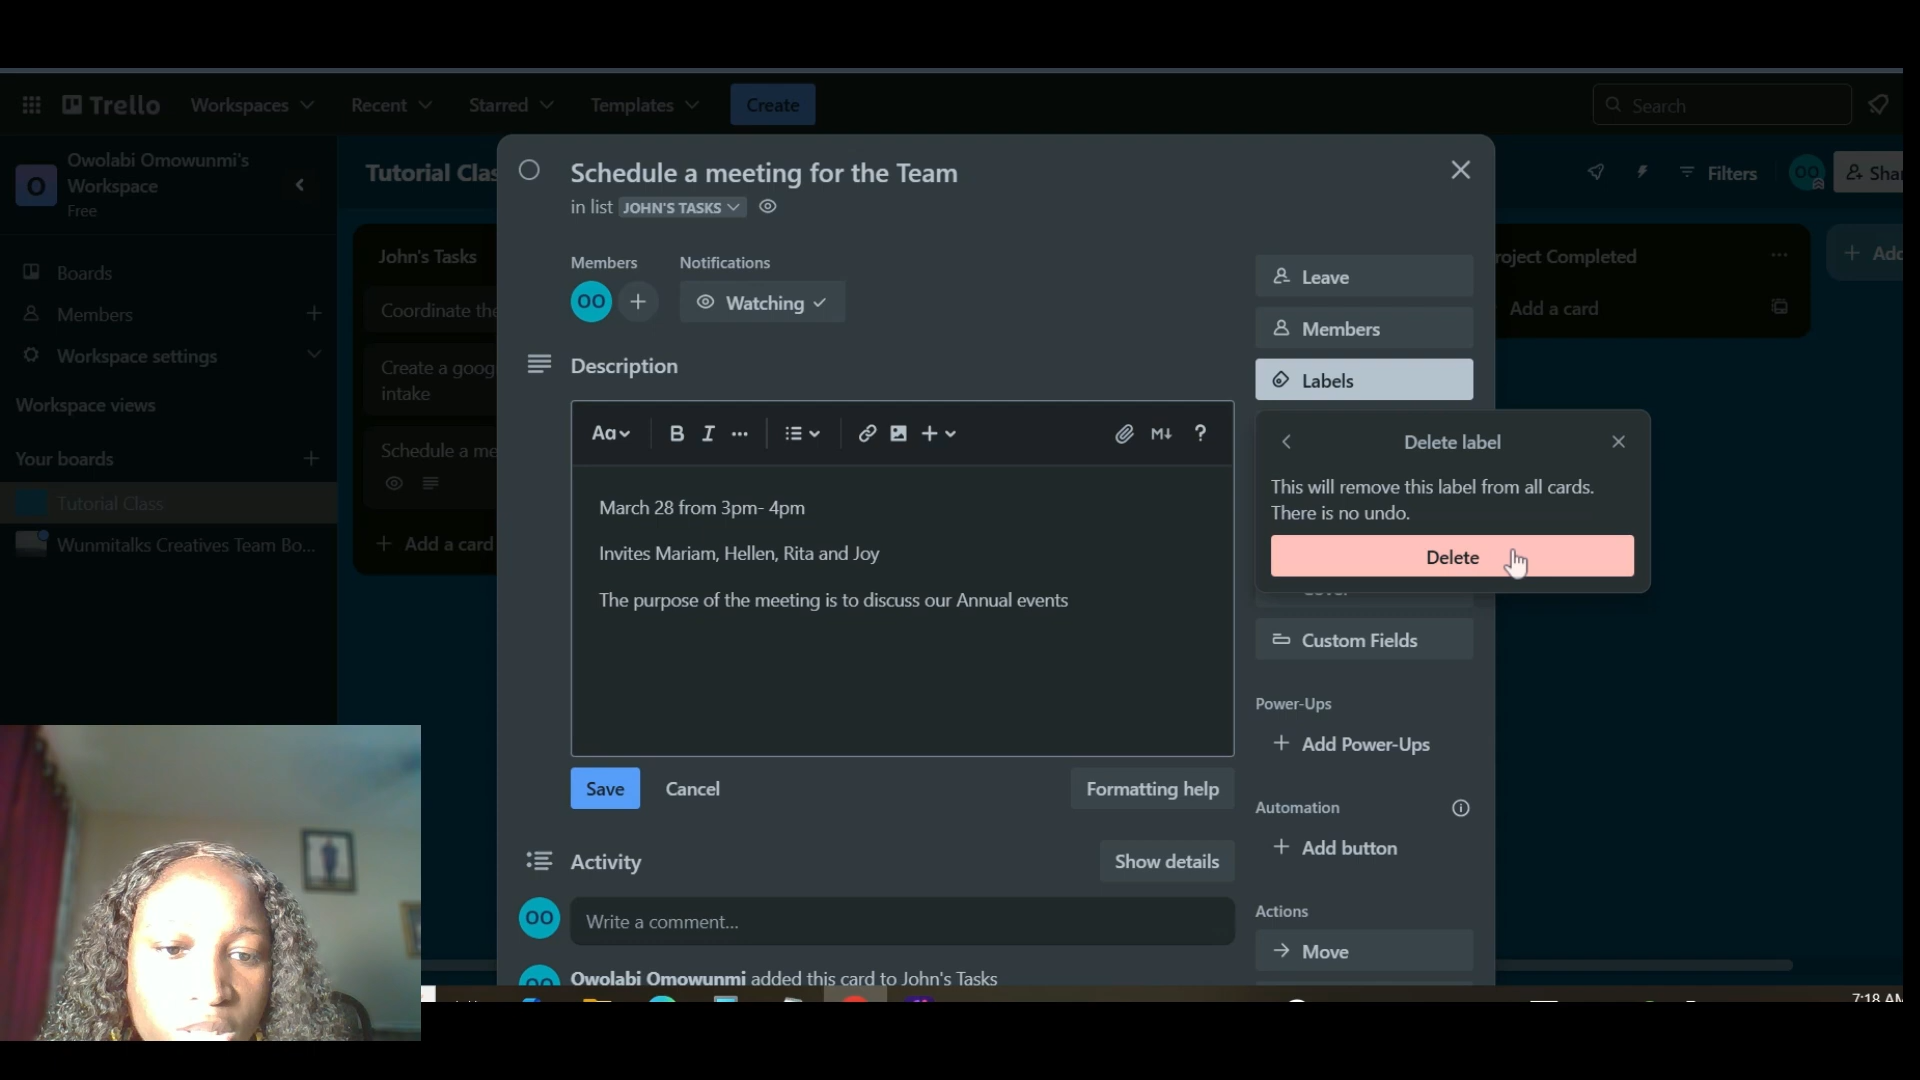 Trello
Workspaces
Recent
Starred
Templates
Create
Search
O
Owolabi Omowunmi's
Workspace
Free
Tutorial Clas
Filters
OO
Shar
Boards
Members
Workspace settings
Workspace views
Your boards
Tutorial Class
Wunmitalks Creatives Team Bo...
John's Tasks
Coordinate the
Create a goog
intake
Schedule a me
Add a card
Schedule a meeting for the Team
in list JOHN'S TASKS
Members
Notifications
OO
Watching
Description
Aa
B I
M
?
March 28 from 3pm- 4pm
Invites Mariam, Hellen, Rita and Joy
The purpose of the meeting is to discuss our Annual events
Save
Cancel
Formatting help
Activity
Show details
OO
Write a comment...
Owolabi Omowunmi added this card to John's Tasks
Leave
Members
Labels
Delete label
This will remove this label from all cards.
There is no undo.
Delete
Custom Fields
Power-Ups
Add Power-Ups
Automation
Add button
Actions
Move
roject Completed
Add a card
Add
7:18 AM